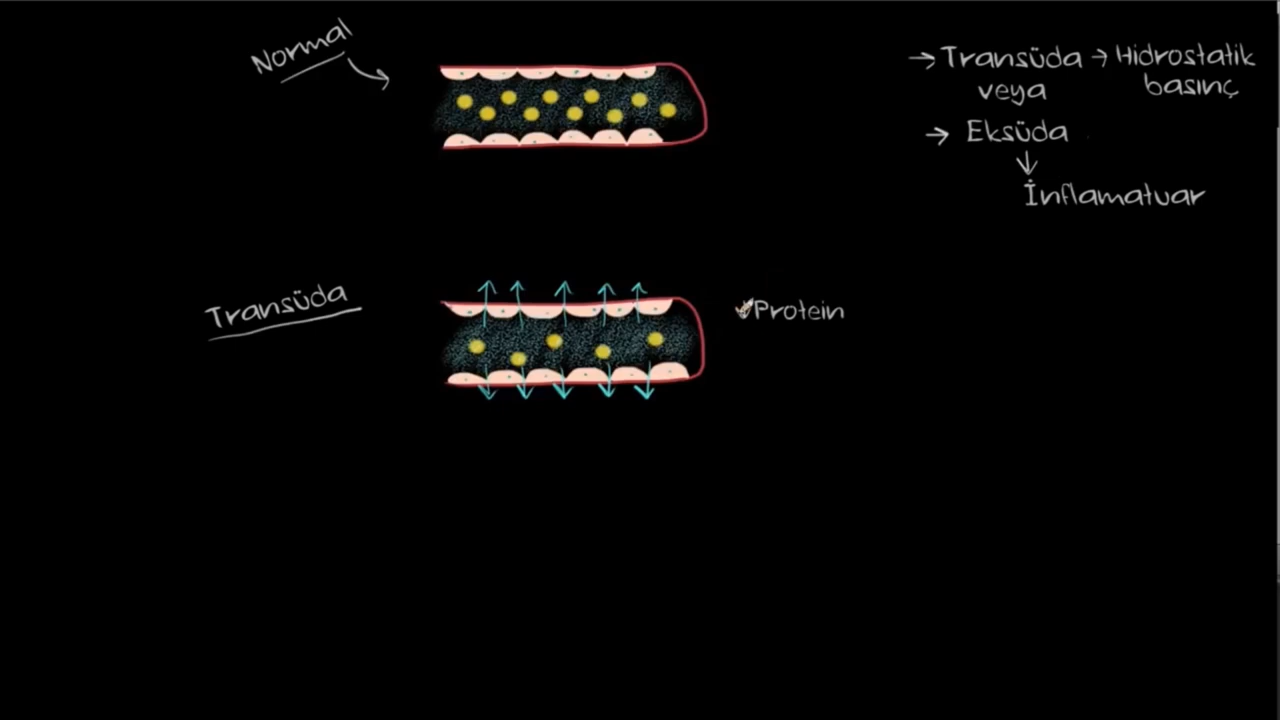 Normal
→ Transüda → Hidrostatik
veya basınç
→ Eksüda
↓
İnflamatuar
Transüda
Protein